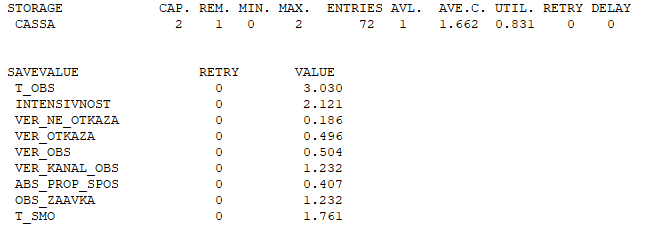 STORAGE CAP. REM. MIN. MAX. ENTRIES AVL. AVE.C. UTIL. RETRY DELAY
CASSA 2 1 0 2 72 1 1.662 0.831 0 0
SAVEVALUE RETRY VALUE
T_OBS 0 3.030
INTENSIVNOST 0 2.121
VER_NE_OTKAZA 0 0.186
VER_OTKAZA 0 0.496
VER_OBS 0 0.504
VER_KANAL_OBS 0 1.232
ABS_PROP_SPOS 0 0.407
OBS_ZAAVKA 0 1.232
T_SMO 0 1.761